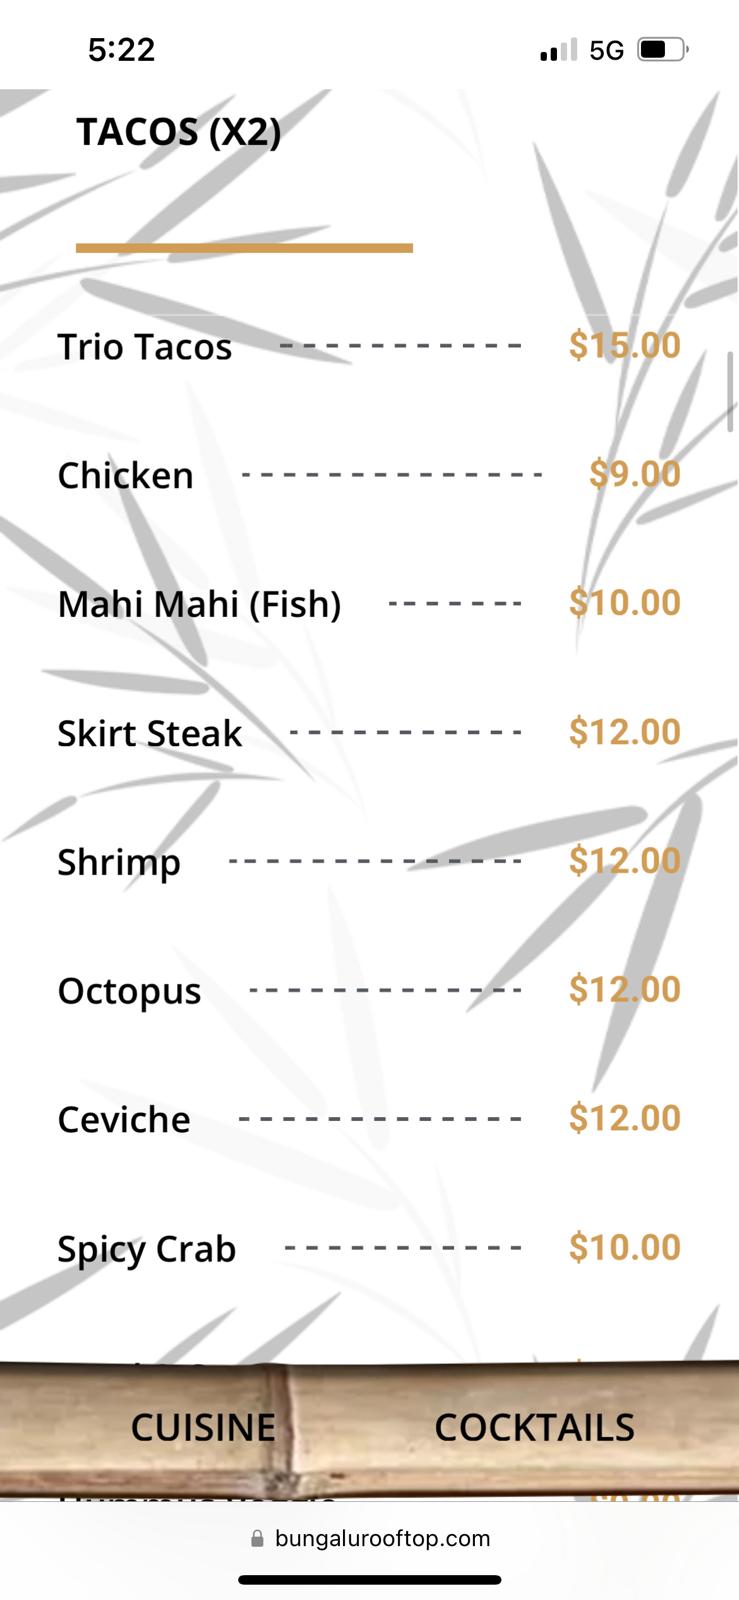 5:22 5G
TACOS (X2)
Trio Tacos $15.00
Chicken $9.00
Mahi Mahi (Fish) $10.00
Skirt Steak $12.00
Shrimp $12.00
Octopus $12.00
Ceviche $12.00
Spicy Crab $10.00
CUISINE COCKTAILS
bungalurooftop.com